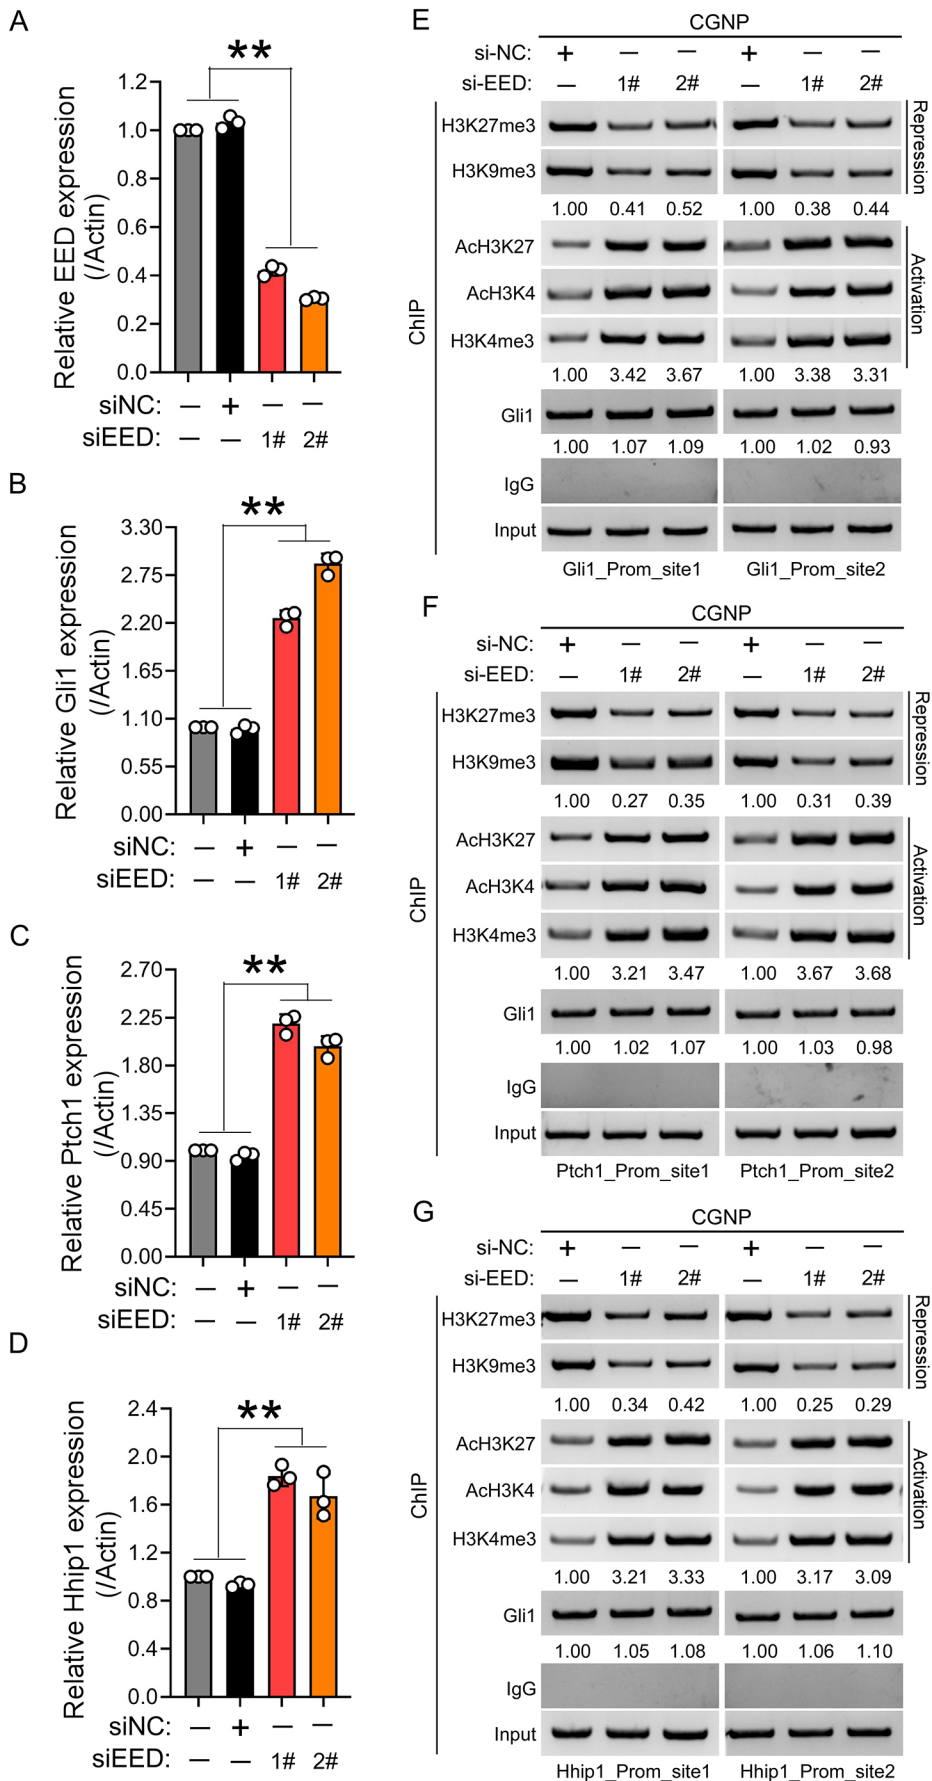 A
**
Relative EED expression
(/Actin)
1.2
1.0
0.8
0.6
0.4
0.2
0.0
siNC: — + — —
siEED: — — 1# 2#
B
**
Relative Gli1 expression
(/Actin)
3.30
2.75
2.20
1.65
1.10
0.55
0.00
siNC: — + — —
siEED: — — 1# 2#
C
**
Relative Ptch1 expression
(/Actin)
2.70
2.25
1.80
1.35
0.90
0.45
0.00
siNC: — + — —
siEED: — — 1# 2#
D
**
Relative Hhip1 expression
(/Actin)
2.4
2.0
1.6
1.2
0.8
0.4
0.0
siNC: — + — —
siEED: — — 1# 2#
E
CGNP
si-NC: + — — + — —
si-EED: — 1# 2# — 1# 2#
ChIP
H3K27me3
Repression
H3K9me3
1.00 0.41 0.52 1.00 0.38 0.44
AcH3K27
Activation
AcH3K4
H3K4me3
1.00 3.42 3.67 1.00 3.38 3.31
Gli1
1.00 1.07 1.09 1.00 1.02 0.93
IgG
Input
Gli1_Prom_site1 Gli1_Prom_site2
F
CGNP
si-NC: + — — + — —
si-EED: — 1# 2# — 1# 2#
ChIP
H3K27me3
Repression
H3K9me3
1.00 0.27 0.35 1.00 0.31 0.39
AcH3K27
Activation
AcH3K4
H3K4me3
1.00 3.21 3.47 1.00 3.67 3.68
Gli1
1.00 1.02 1.07 1.00 1.03 0.98
IgG
Input
Ptch1_Prom_site1 Ptch1_Prom_site2
G
CGNP
si-NC: + — — + — —
si-EED: — 1# 2# — 1# 2#
ChIP
H3K27me3
Repression
H3K9me3
1.00 0.34 0.42 1.00 0.25 0.29
AcH3K27
Activation
AcH3K4
H3K4me3
1.00 3.21 3.33 1.00 3.17 3.09
Gli1
1.00 1.05 1.08 1.00 1.06 1.10
IgG
Input
Hhip1_Prom_site1 Hhip1_Prom_site2